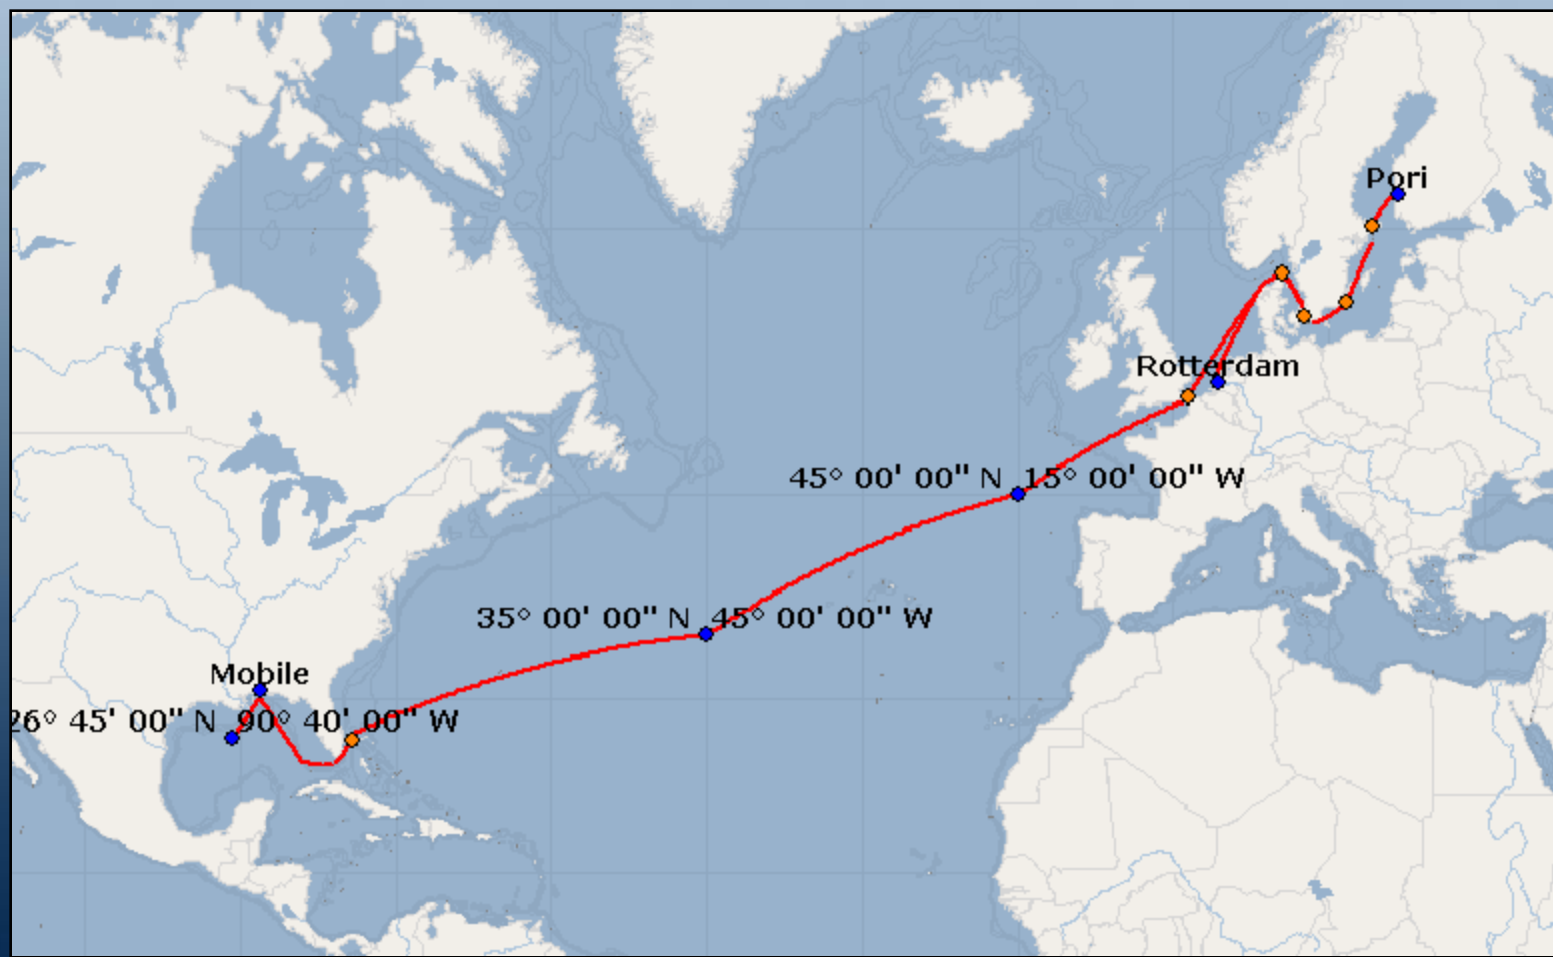 Pori
Rotterdam
45° 00' 00" N 15° 00' 00" W
35° 00' 00" N 45° 00' 00" W
Mobile
26° 45' 00" N 90° 40' 00" W